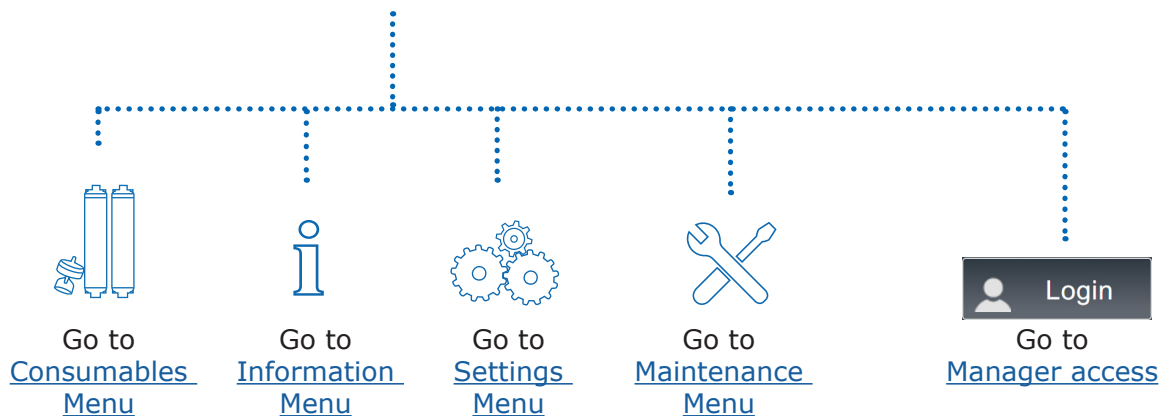 Login
Go to
Consumables
Menu
Go to
Information
Menu
Go to
Settings
Menu
Go to
Maintenance
Menu
Go to
Manager access